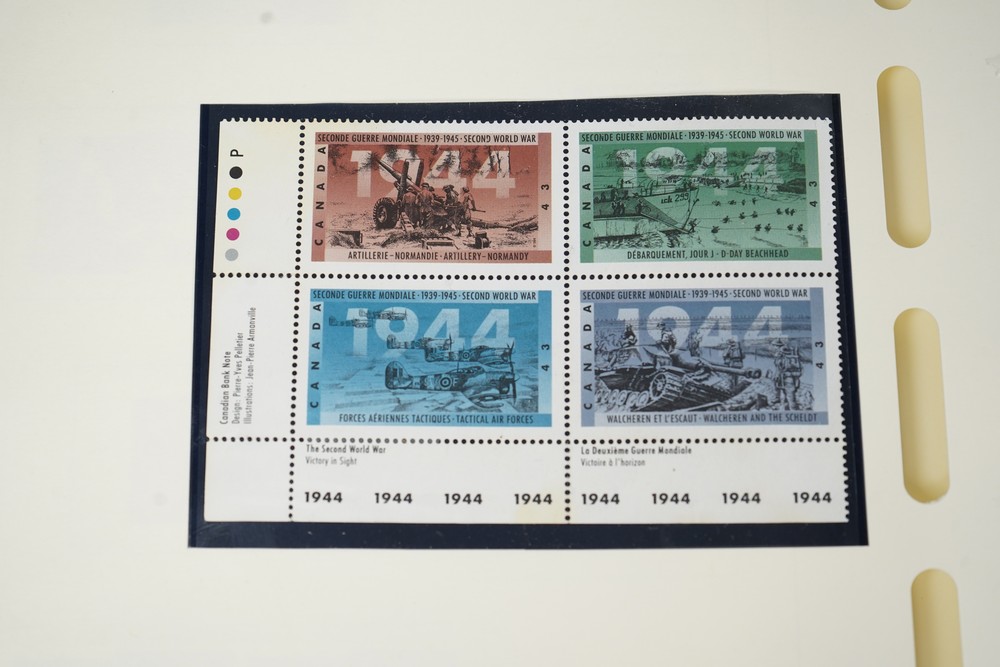 P
SECONDE GUERRE MONDIALE · 1939-1945 · SECOND WORLD WAR
1944
CANADA
43
ARTILLERIE - NORMANDIE · ARTILLERY - NORMANDY
SECONDE GUERRE MONDIALE · 1939-1945 · SECOND WORLD WAR
1944
CANADA
43
DÉBARQUEMENT, JOUR J · D-DAY BEACHHEAD
SECONDE GUERRE MONDIALE · 1939-1945 · SECOND WORLD WAR
1944
CANADA
43
FORCES AÉRIENNES TACTIQUES · TACTICAL AIR FORCES
SECONDE GUERRE MONDIALE · 1939-1945 · SECOND WORLD WAR
1944
CANADA
43
WALCHEREN ET L'ESCAUT · WALCHEREN AND THE SCHELDT
Canadian Bank Note
Design: Pierre-Yves Pelletier
Illustrations: Jean-Pierre Armanville
The Second World War
Victory in Sight
1944 1944 1944 1944
La Deuxième Guerre Mondiale
Victoire à l'horizon
1944 1944 1944 1944